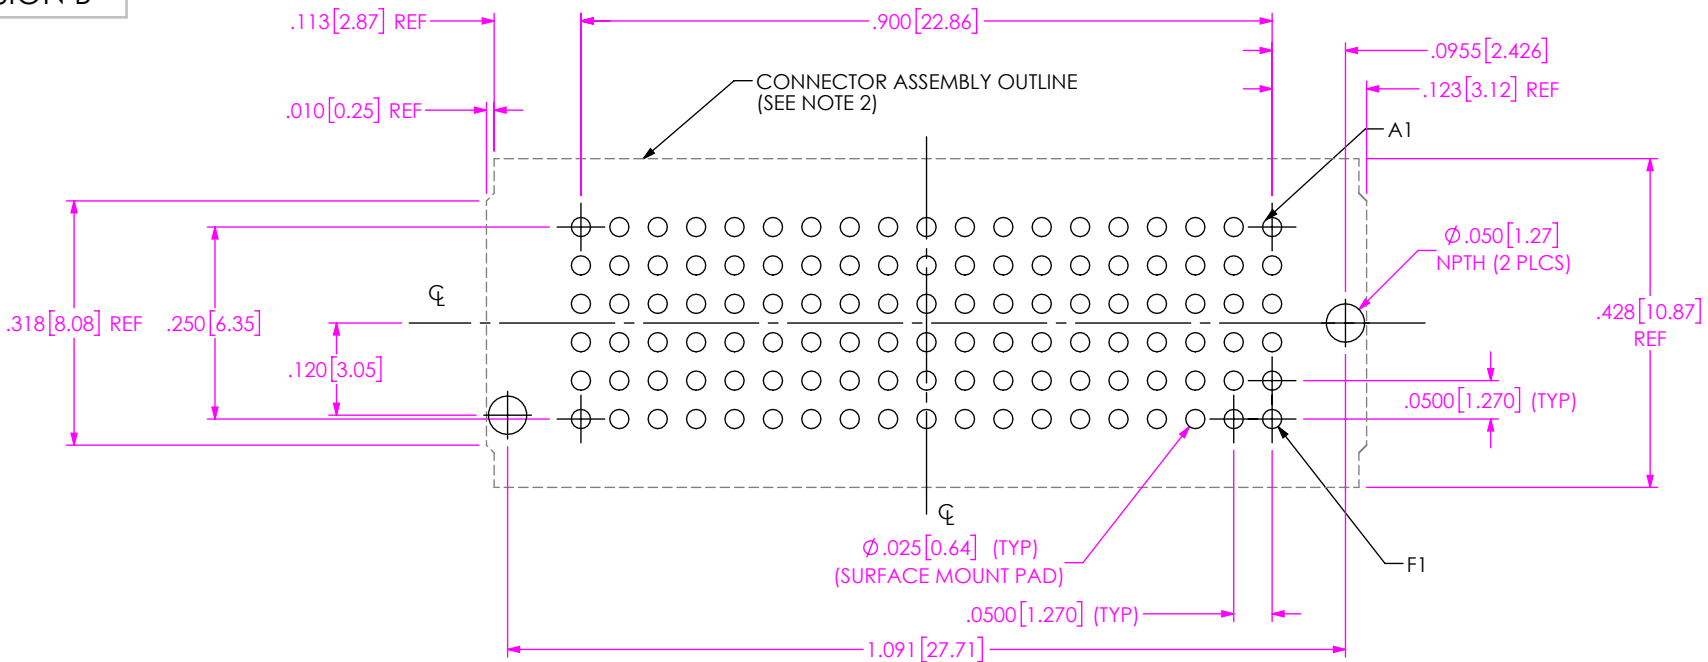 .113[2.87] REF
.900[22.86]
.0955[2.426]
CONNECTOR ASSEMBLY OUTLINE
(SEE NOTE 2)
.123[3.12] REF
.010[0.25] REF
A1
Ø.050[1.27]
NPTH (2 PLCS)
℄
.318[8.08] REF
.250[6.35]
.428[10.87]
REF
.120[3.05]
.0500[1.270] (TYP)
℄
Ø.025[0.64] (TYP)
(SURFACE MOUNT PAD)
F1
.0500[1.270] (TYP)
1.091[27.71]